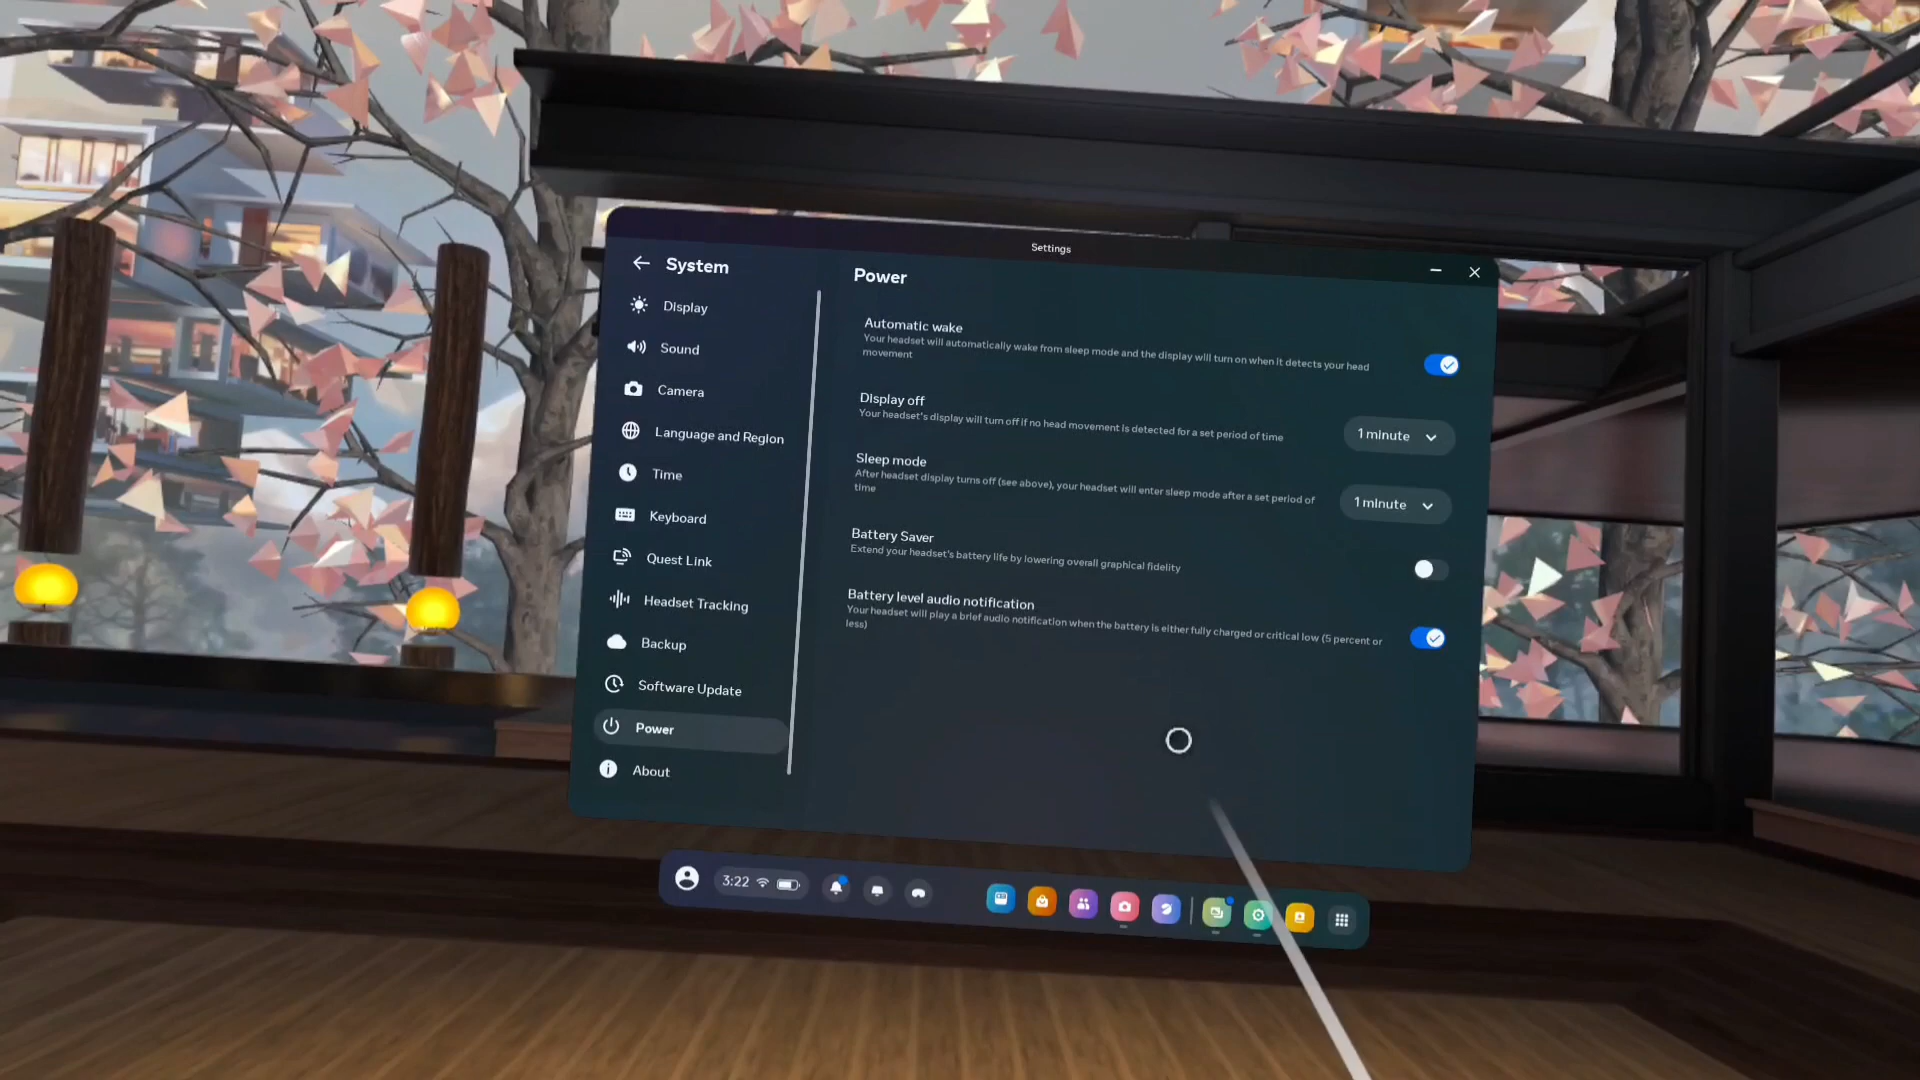 Settings
System
Display
Sound
Camera
Language and Region
Time
Keyboard
Quest Link
Headset Tracking
Backup
Software Update
Power
About
Power
Automatic wake
Your headset will automatically wake from sleep mode and the display will turn on when it detects your head
movement
Display off
Your headset's display will turn off if no head movement is detected for a set period of time
1 minute
Sleep mode
After headset display turns off (see above), your headset will enter sleep mode after a set period of
time
1 minute
Battery Saver
Extend your headset's battery life by lowering overall graphical fidelity
Battery level audio notification
Your headset will play a brief audio notification when the battery is either fully charged or critical low (5 percent or
less)
3:22